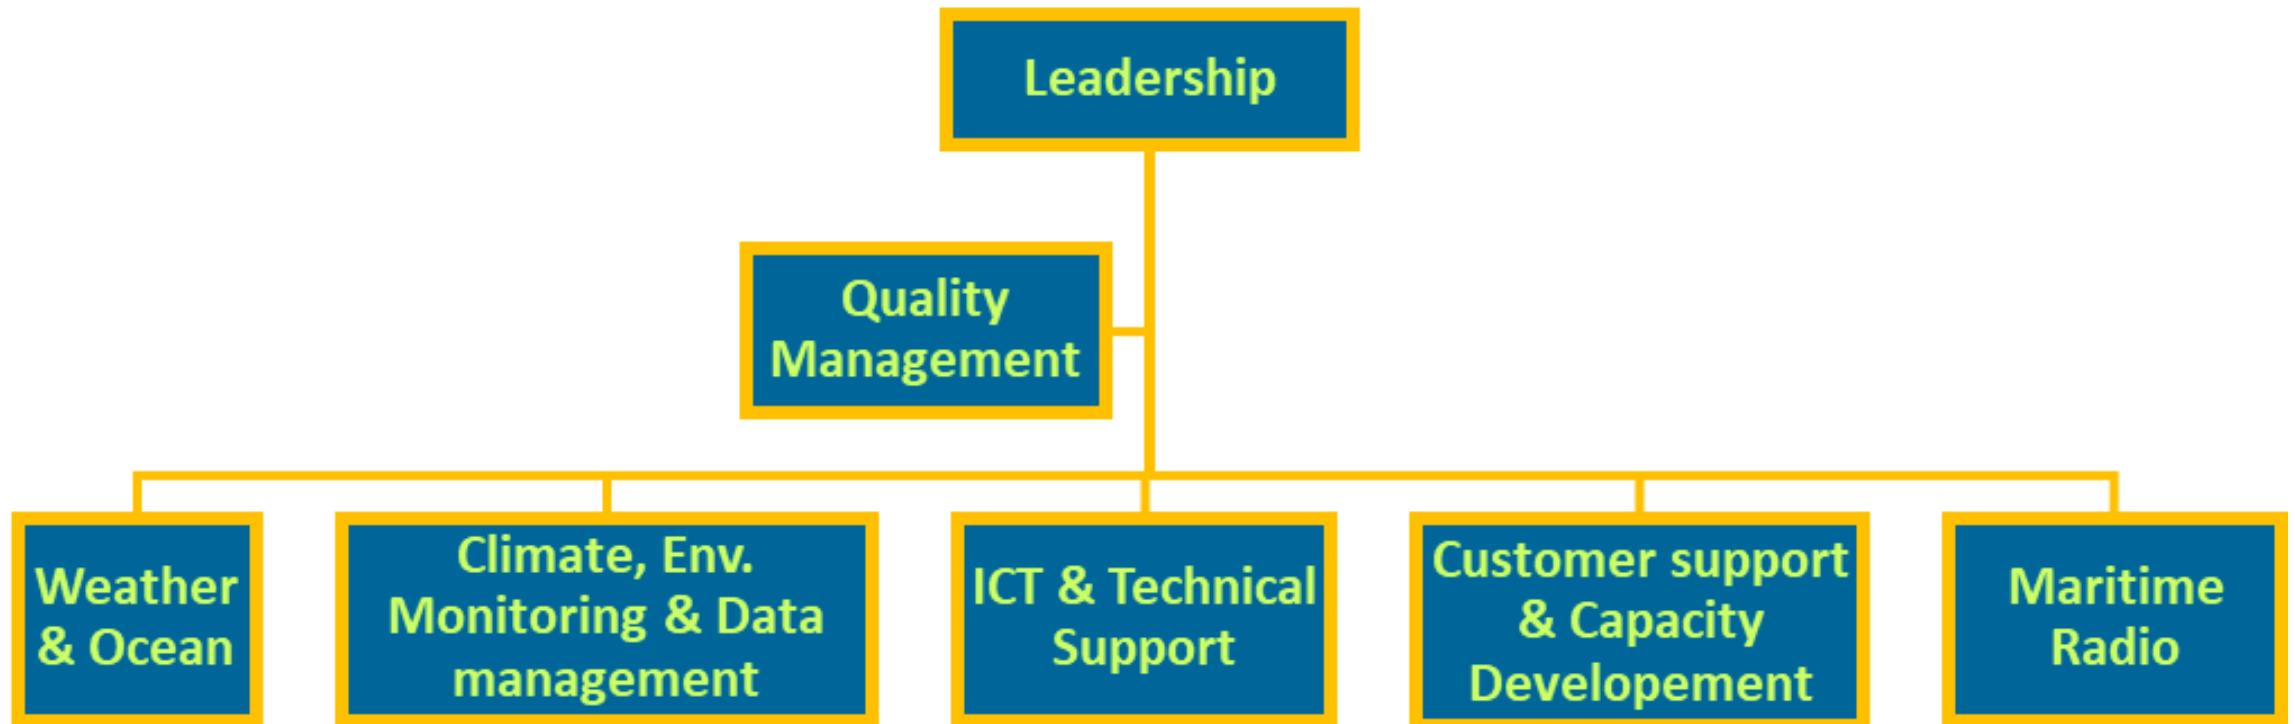 Leadership
Quality
Management
Weather
& Ocean
Climate, Env.
Monitoring & Data
management
ICT & Technical
Support
Customer support
& Capacity
Developement
Maritime
Radio